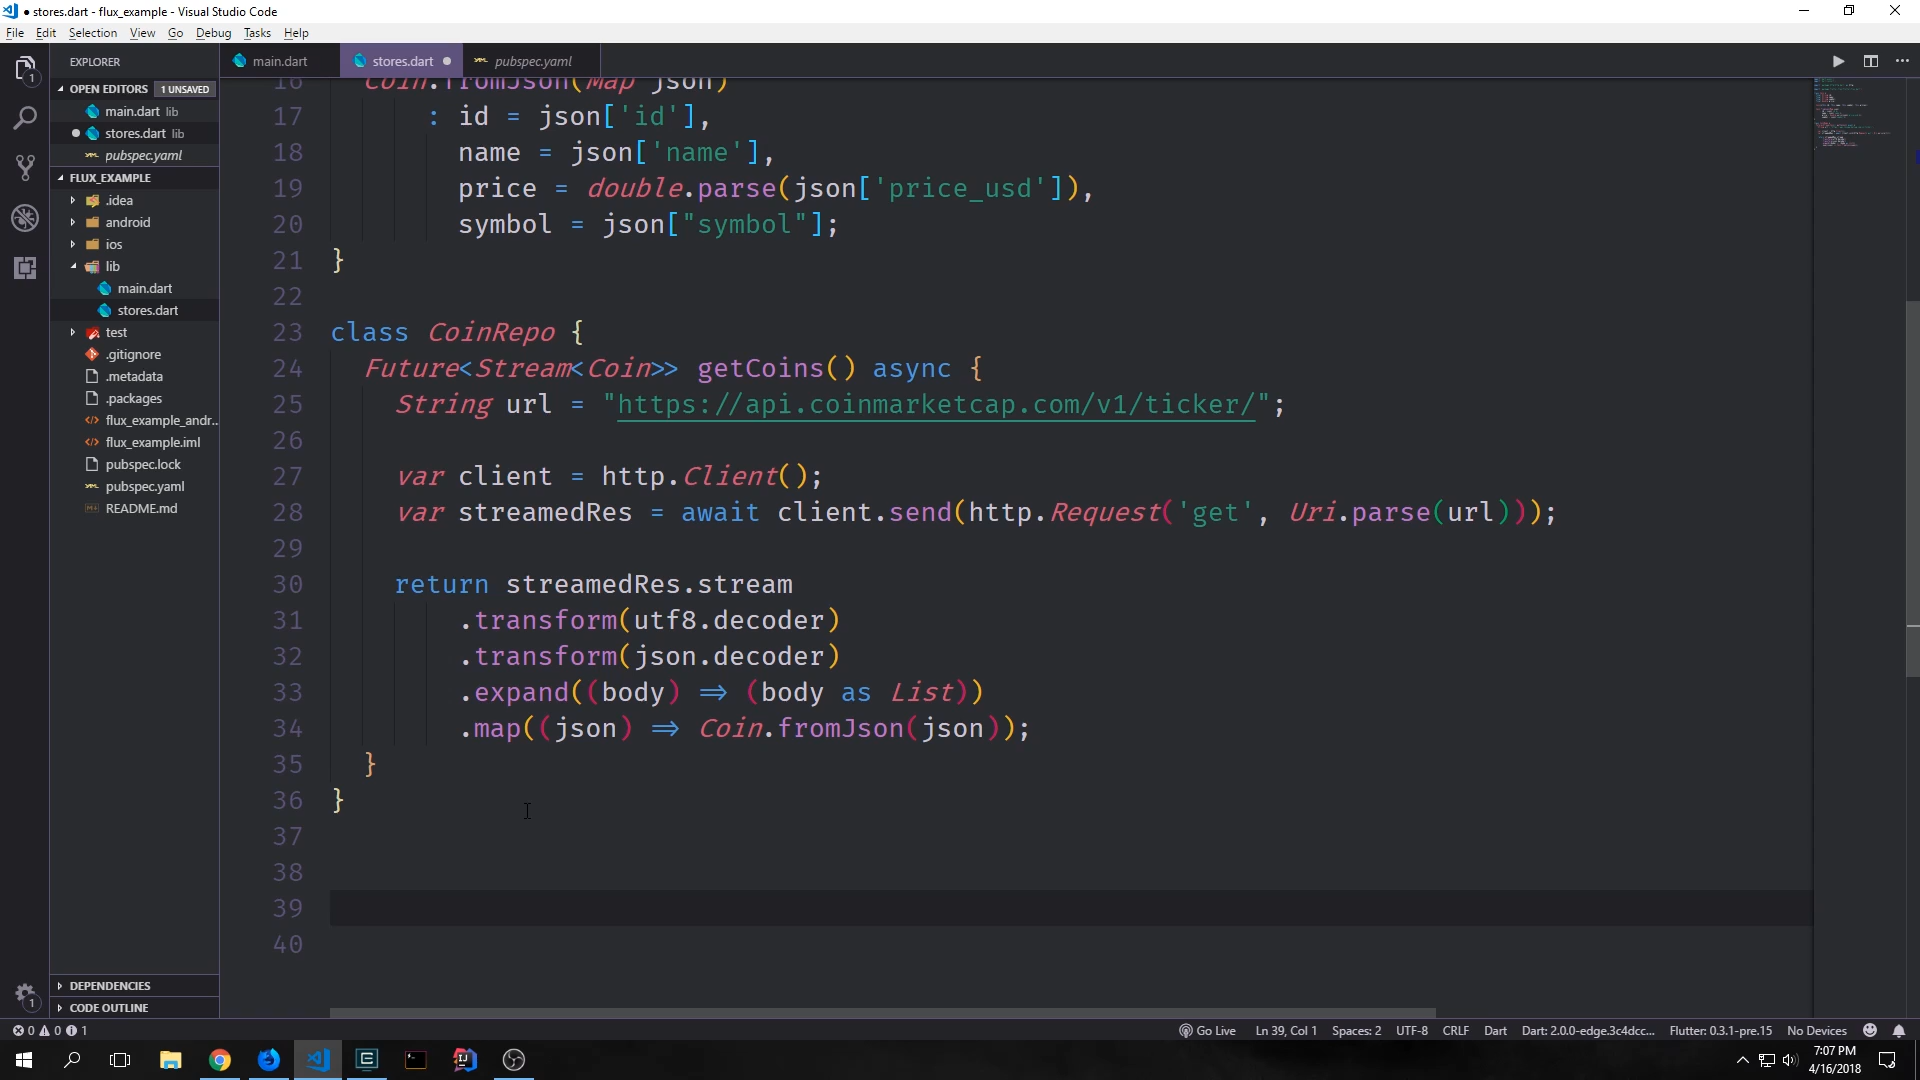 stores.dart - flux_example - Visual Studio Code
File Edit Selection View Go Debug Tasks Help
EXPLORER
main.dart
stores.dart
pubspec.yaml
OPEN EDITORS 1 UNSAVED
main.dart lib
stores.dart lib
pubspec.yaml
FLUX_EXAMPLE
.idea
android
ios
lib
main.dart
stores.dart
test
.gitignore
.metadata
.packages
flux_example_andr...
flux_example.iml
pubspec.lock
pubspec.yaml
README.md
DEPENDENCIES
CODE OUTLINE
16 Coin.fromJson(Map json)
17 : id = json['id'],
18 name = json['name'],
19 price = double.parse(json['price_usd']),
20 symbol = json["symbol"];
21 }
22
23 class CoinRepo {
24 Future<Stream<Coin>> getCoins() async {
25 String url = "https://api.coinmarketcap.com/v1/ticker/";
26
27 var client = http.Client();
28 var streamedRes = await client.send(http.Request('get', Uri.parse(url)));
29
30 return streamedRes.stream
31 .transform(utf8.decoder)
32 .transform(json.decoder)
33 .expand((body) => (body as List))
34 .map((json) => Coin.fromJson(json));
35 }
36 }
37
38
39
40
0 0 1
Go Live Ln 39, Col 1 Spaces: 2 UTF-8 CRLF Dart Dart: 2.0.0-edge.3c4dcc... Flutter: 0.3.1-pre.15 No Devices
7:07 PM
4/16/2018